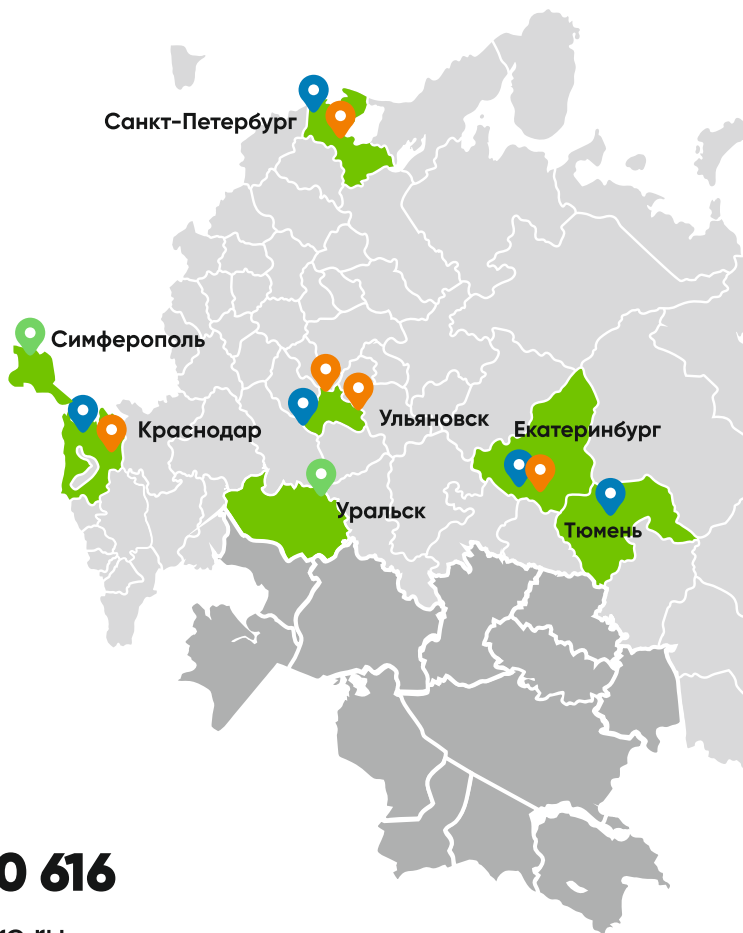 Санкт-Петербург
Симферополь
Краснодар
Ульяновск
Екатеринбург
Уральск
Тюмень
0 616